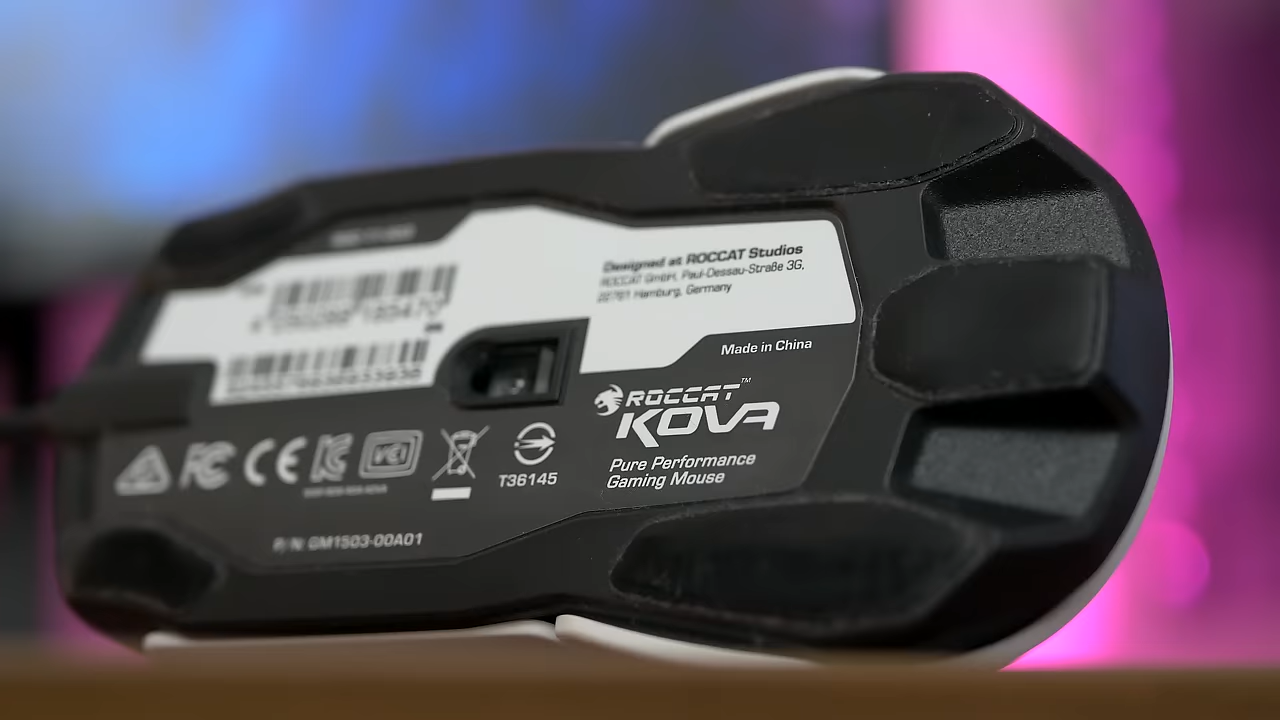 Designed at ROCCAT Studios
ROCCAT GmbH, Paul-Dessau-Straße 3G,
22761 Hamburg, Germany
Made in China
ROCCAT™
KOVA
Pure Performance
Gaming Mouse
FC CE
VCI
T36145
P/N: GM1503-00A01